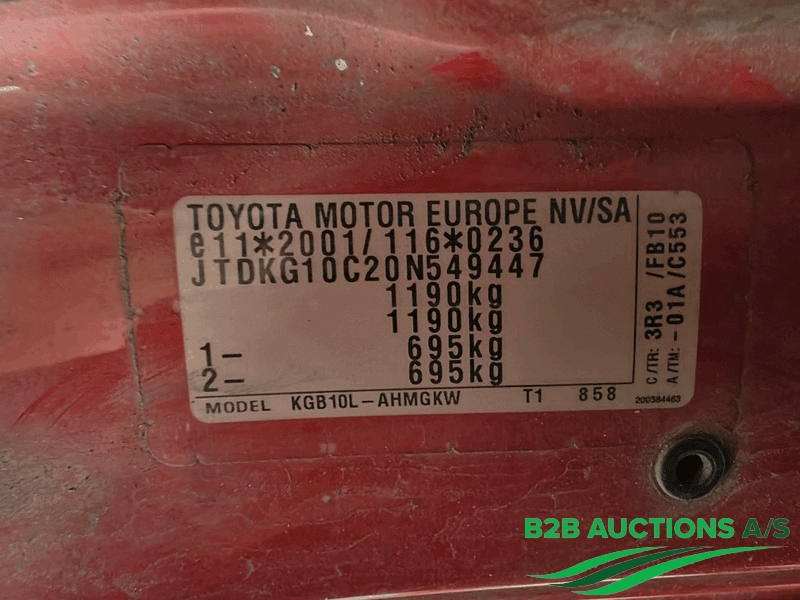 TOYOTA MOTOR EUROPE NV/SA
e11*2001/116*0236
JTDKG10C20N549447
1190kg
1190kg
1– 695kg
2– 695kg
MODEL KGB10L–AHMGKW T1 858
C/TR: 3R3 /FB10
A/TM: –01A /C553
200384463
B2B AUCTIONS A/S